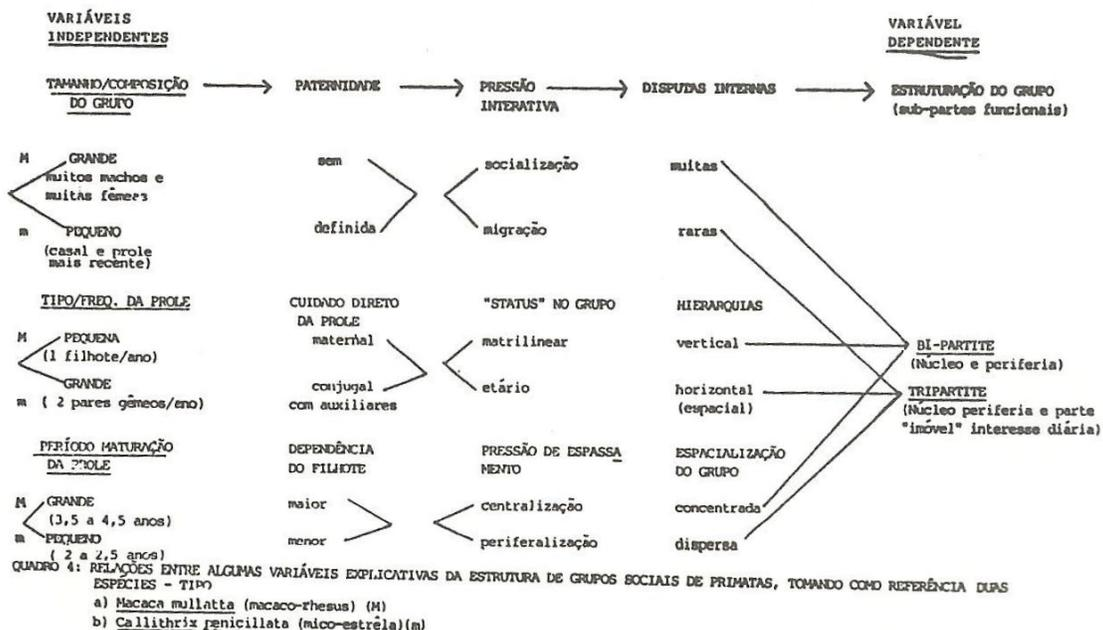 VARIÁVEIS
INDEPENDENTES
VARIÁVEL
DEPENDENTE
TAMANHO/COMPOSIÇÃO
DO GRUPO
PATERNIDADE
PRESSÃO
INTERATIVA
DISPUTAS INTERNAS
ESTRUTURAÇÃO DO GRUPO
(sub-partes funcionais)
M GRANDE
muitos machos e
muitas fêmeas
sem
socialização
muitas
m PEQUENO
(casal e prole
mais recente)
definida
migração
raras
TIPO/FREQ. DA PROLE
CUIDADO DIRETO
DA PROLE
"STATUS" NO GRUPO
HIERARQUIAS
M PEQUENA
(1 filhote/ano)
maternal
matrilinear
vertical
BI-PARTITE
(Núcleo e periferia)
GRANDE
m ( 2 pares gêmeos/eno)
conjugal
com auxiliares
etário
horizontal
(espacial)
TRIPARTITE
(Núcleo periferia e parte
"imóvel" interesse diária)
PERÍODO MATURAÇÃO
DA PROLE
DEPENDÊNCIA
DO FILHOTE
PRESSÃO DE ESPASSA
MENTO
ESPACIALIZAÇÃO
DO GRUPO
M GRANDE
(3,5 a 4,5 anos)
maior
centralização
concentrada
m PEQUENO
( 2 a 2,5 anos)
menor
periferalização
dispersa
QUADRO 4: RELAÇÕES ENTRE ALGUMAS VARIÁVEIS EXPLICATIVAS DA ESTRUTURA DE GRUPOS SOCIAIS DE PRIMATAS, TOMANDO COMO REFERÊNCIA DUAS
ESPÉCIES - TIPO
a) Macaca mullatta (macaco-rhesus) (M)
b) Callithrix penicillata (mico-estrêla)(m)